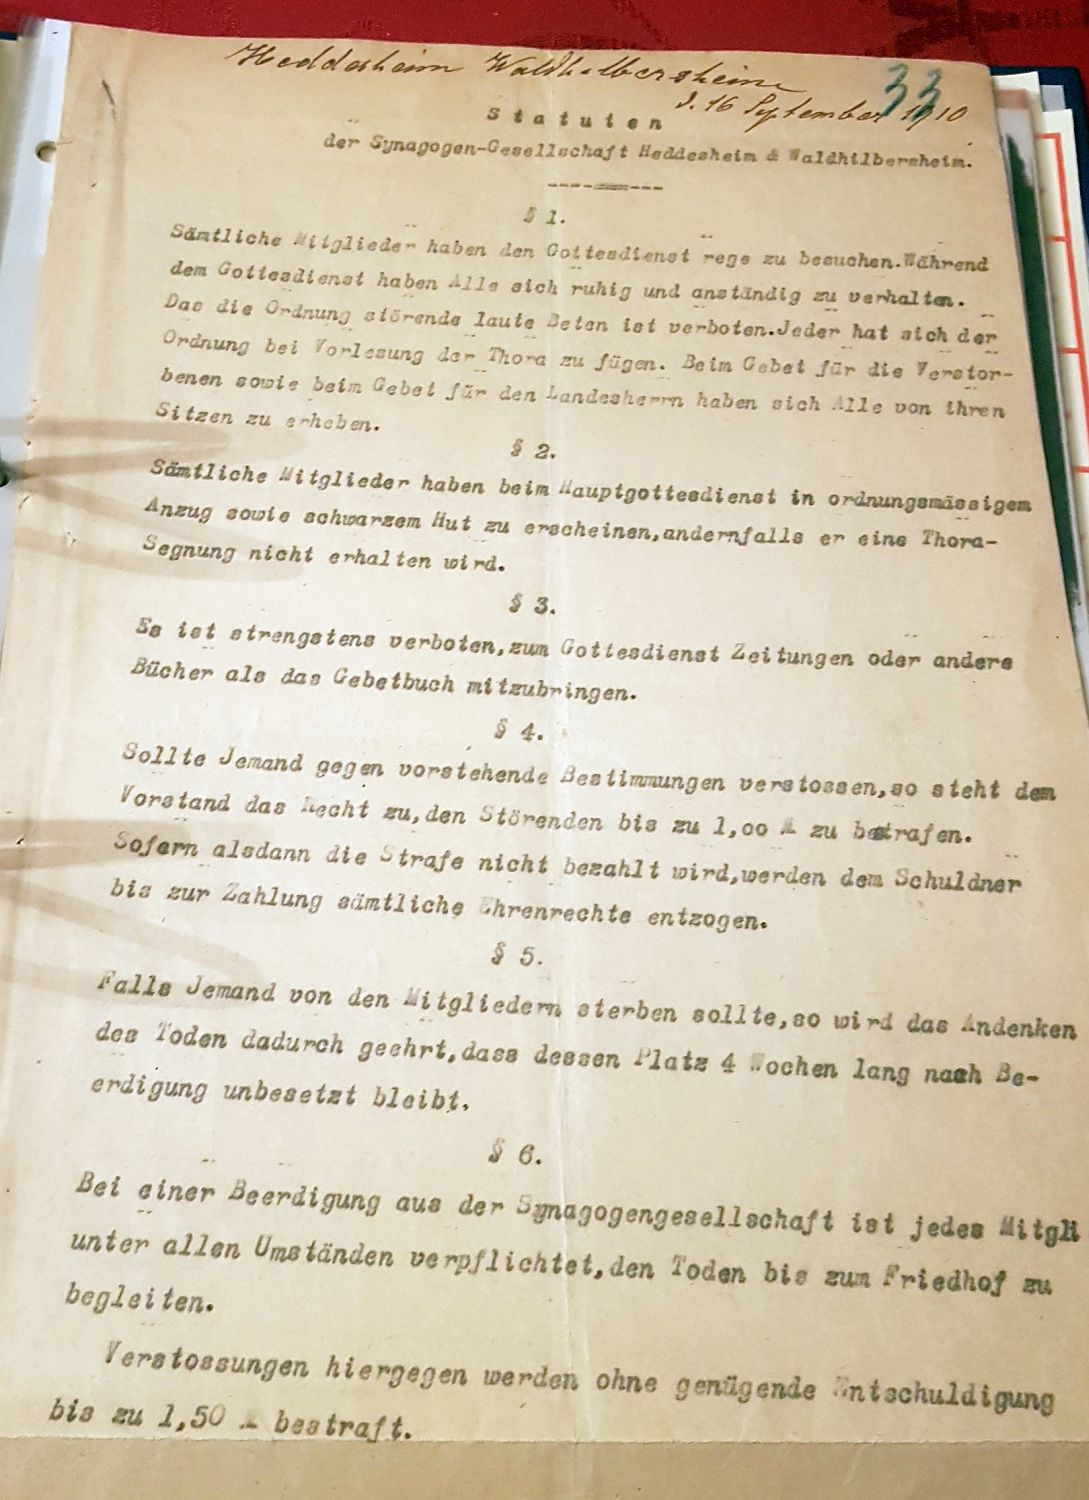 Heddesheim Waldhilbersheim
33
d. 16 September 1910
Statuten
der Synagogen-Gesellschaft Heddesheim & Waldhilbersheim.
§ 1.
Sämtliche Mitglieder haben den Gottesdienst rege zu besuchen.Während
dem Gottesdienst haben Alle sich ruhig und anständig zu verhalten.
Das die Ordnung störende laute Beten ist verboten.Jeder hat sich der
Ordnung bei Vorlesung der Thora zu fügen. Beim Gebet für die Verstor-
benen sowie beim Gebet für den Landesherrn haben sich Alle von ihren
Sitzen zu erheben.
§ 2.
Sämtliche Mitglieder haben beim Hauptgottesdienst in ordnungsmässigem
Anzug sowie schwarzem Hut zu erscheinen,andernfalls er eine Thora-
Segnung nicht erhalten wird.
§ 3.
Es ist strengstens verboten,zum Gottesdienst Zeitungen oder andere
Bücher als das Gebetbuch mitzubringen.
§ 4.
Sollte Jemand gegen vorstehende Bestimmungen verstossen,so steht dem
Vorstand das Recht zu,den Störenden bis zu 1,oo M zu bestrafen.
Sofern alsdann die Strafe nicht bezahlt wird,werden dem Schuldner
bis zur Zahlung sämtliche Ehrenrechte entzogen.
§ 5.
Falls Jemand von den Mitgliedern sterben sollte,so wird das Andenken
des Toden dadurch geehrt,dass dessen Platz 4 Wochen lang nach Be-
erdigung unbesetzt bleibt.
§ 6.
Bei einer Beerdigung aus der Synagogengesellschaft ist jedes Mitgli
unter allen Umständen verpflichtet,den Toden bis zum Friedhof zu
begleiten.
Verstossungen hiergegen werden ohne genügende Entschuldigung
bis zu 1,50 M bestraft.